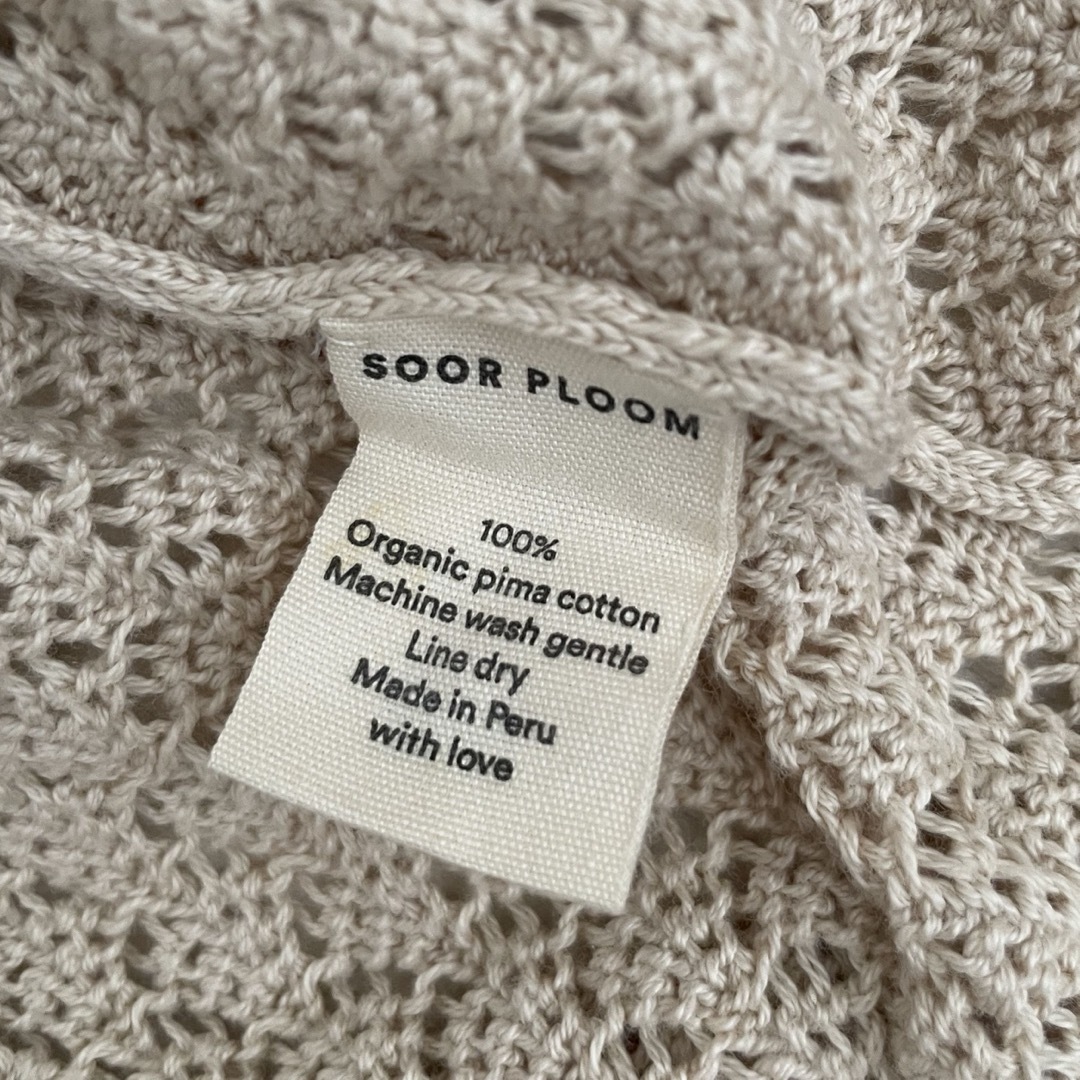 SOOR PLOOM
100%
Organic pima cotton
Machine wash gentle
Line dry
Made in Peru
with love